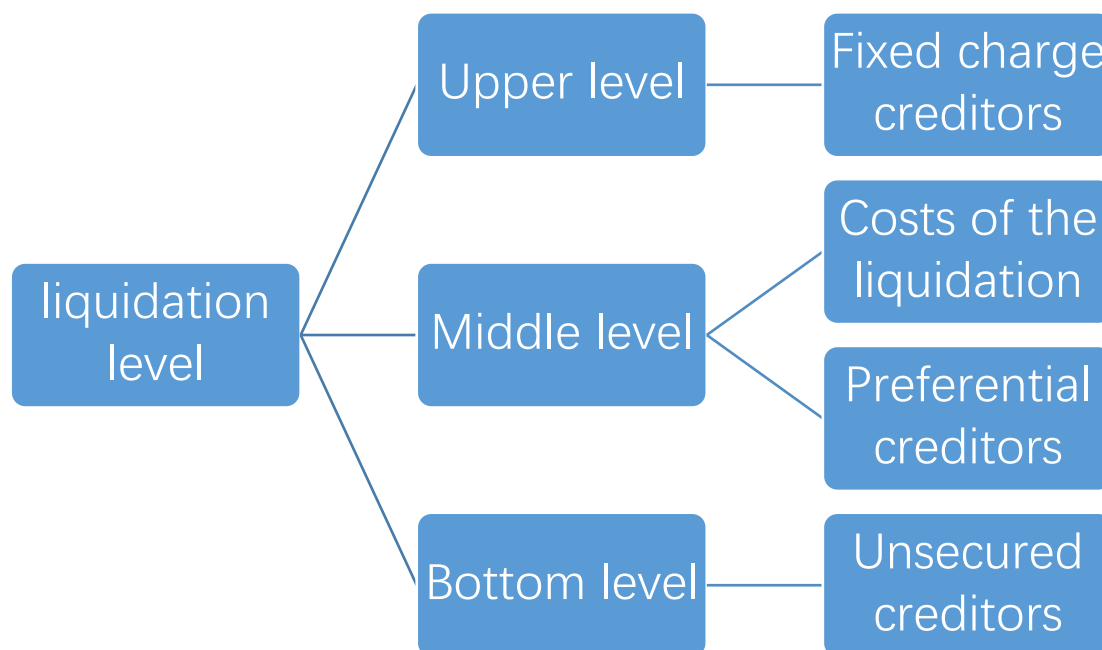 Upper level
Fixed charge
creditors
Costs of the
liquidation
liquidation
level
Middle level
Preferential
creditors
Bottom level
Unsecured
creditors